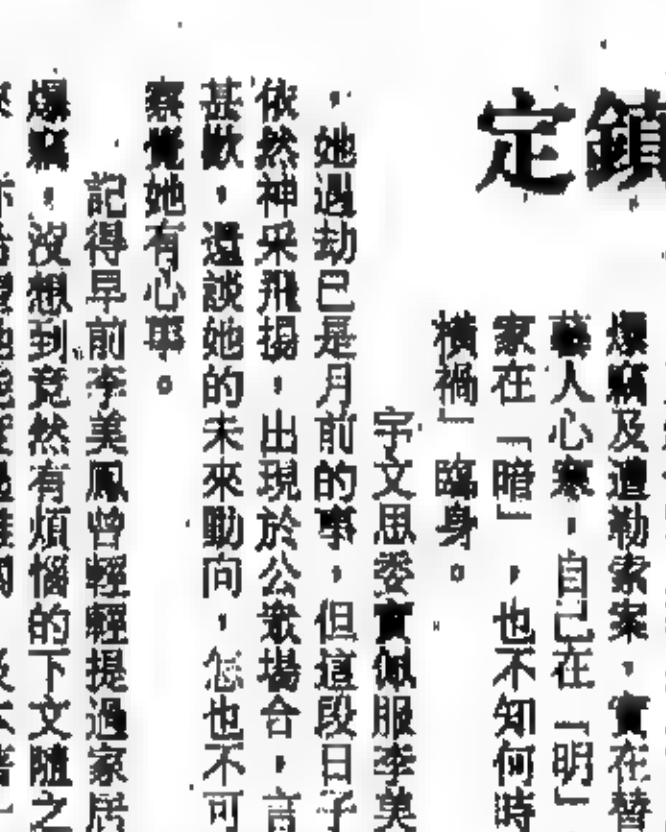 鎮定
爆竊及遭勒索案，實在替
藝人心寒，自己在「明」
家在「暗」，也不知何時
橫禍」臨身。
宇文思委實佩服李美
，她遇劫已是月前的事，但這段日子
依然神采飛揚，出現於公衆場合，言
甚歡，還談她的未來動向，怎也不可
察覺她有心事。
記得早前李美鳳曾輕輕提過家居
爆竊，沒想到竟然有煩惱的下文隨之